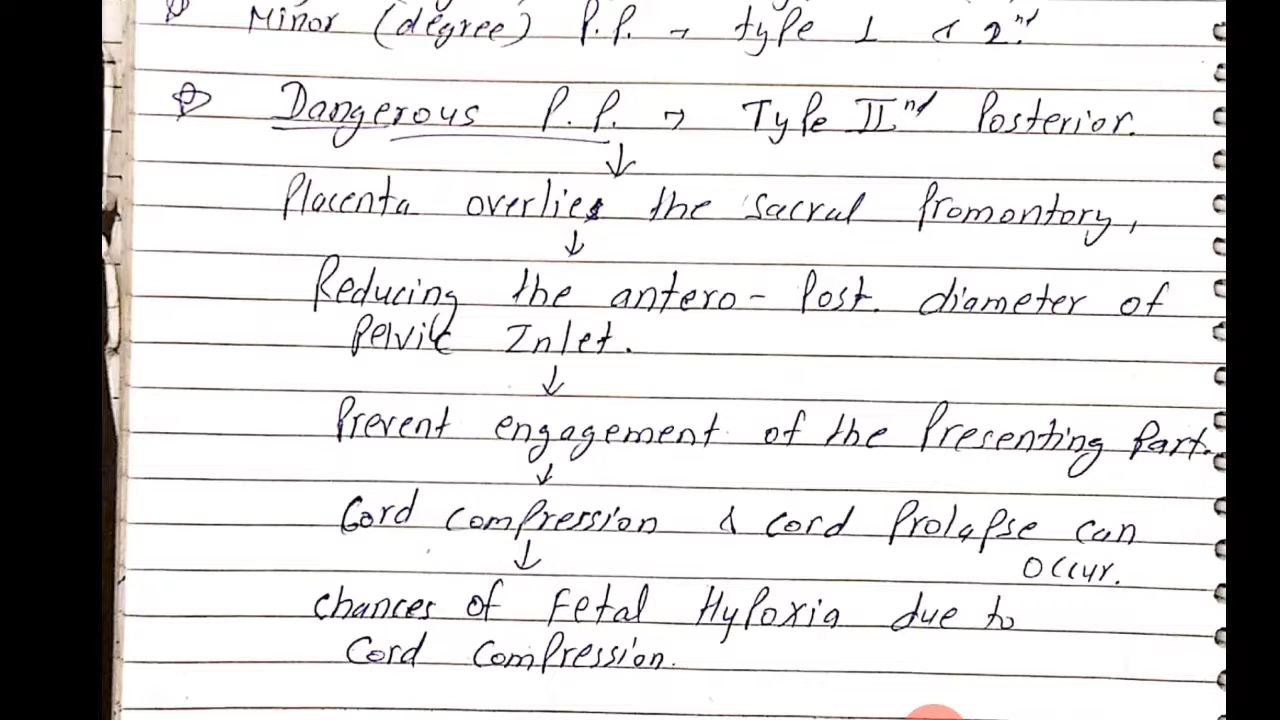 Minor (degree) P.P. → type 1 & 2nd
Dangerous P.P. → Type IInd Posterior.
↓
Placenta overlies the sacral Promontory,
↓
Reducing the antero - Post. diameter of
Pelvic Inlet.
↓
Prevent engagement of the Presenting Part.
↓
Cord compression & cord Prolapse can
occur.
↓
chances of Fetal Hypoxia due to
Cord Compression.